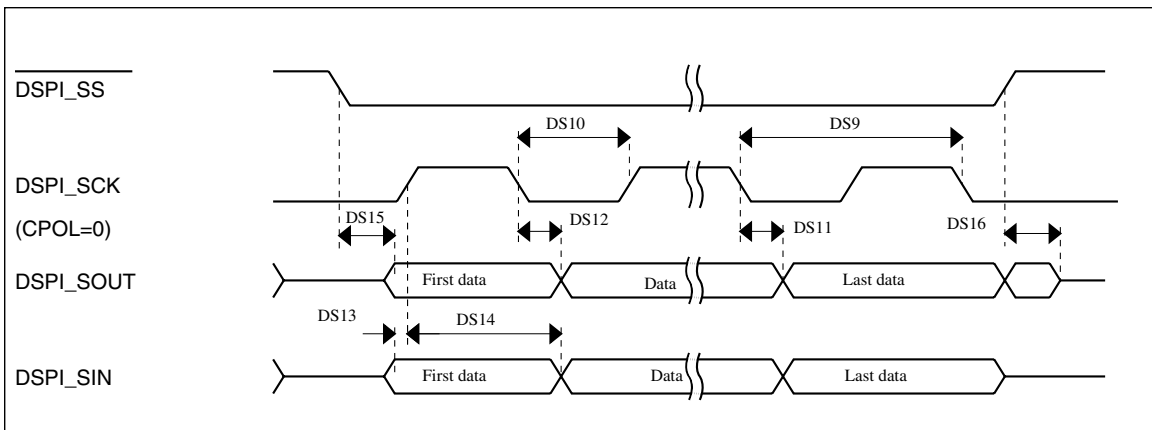 DSPI_SS
DS10
DS9
DSPI_SCK
(CPOL=0)
DS15
DS12
DS11
DS16
DSPI_SOUT
First data
Data
Last data
DS13
DS14
DSPI_SIN
First data
Data
Last data